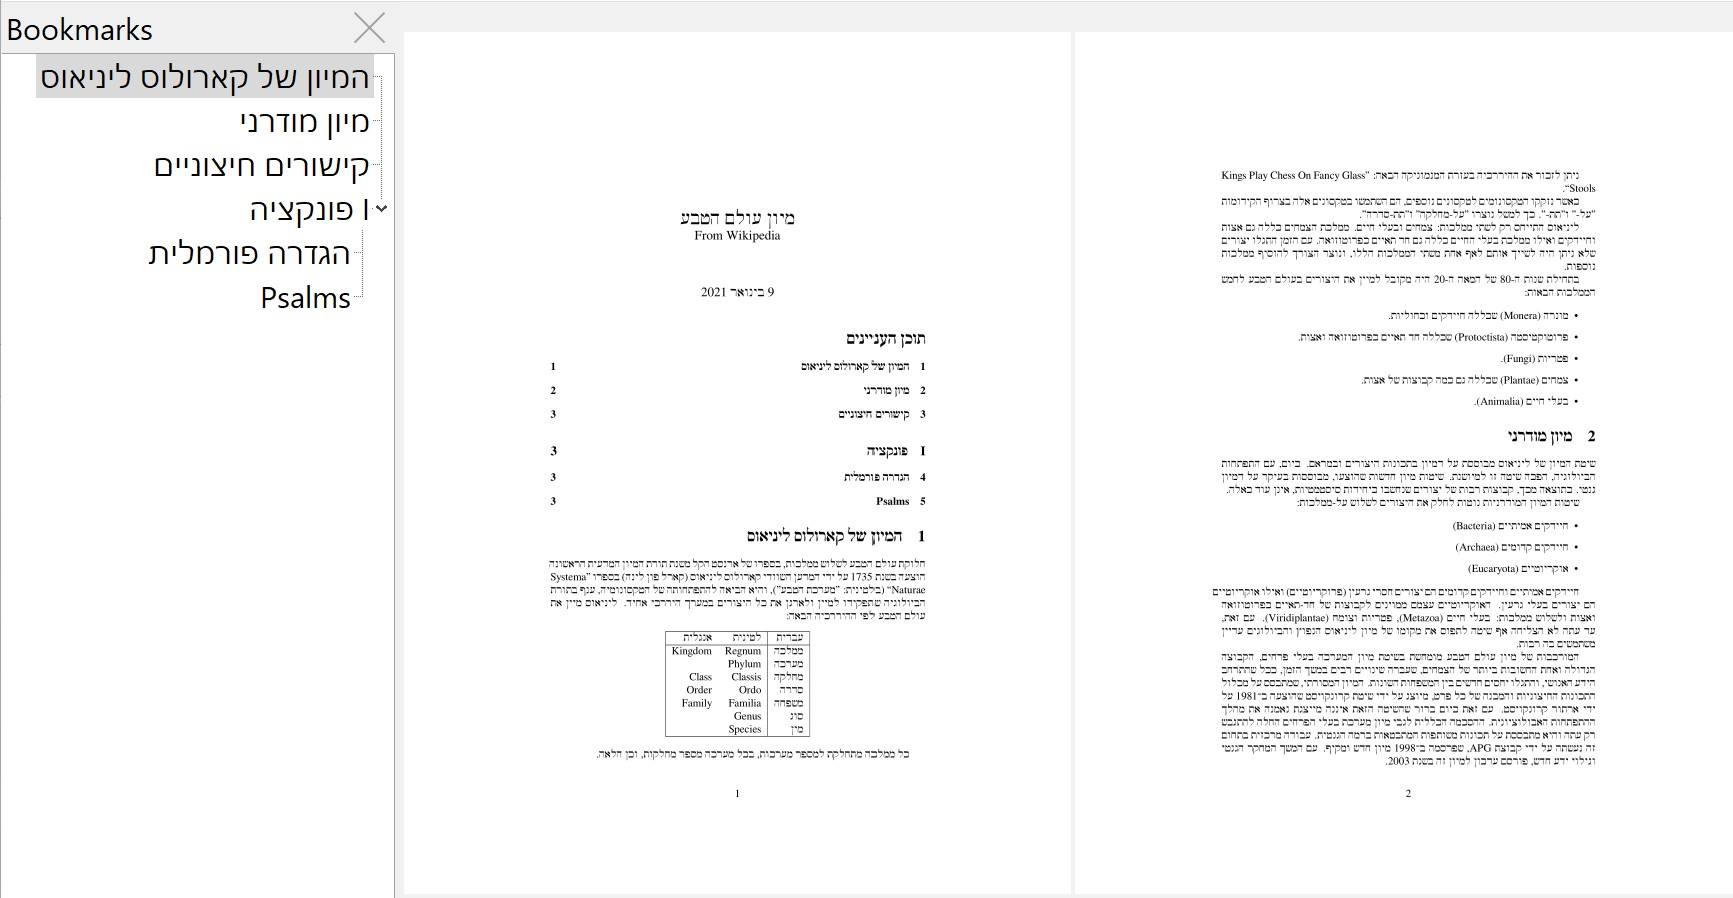 Bookmarks
המיון של קארולוס ליניאוס
מיון מודרני
קישורים חיצוניים
I פונקציה
הגדרה פורמלית
Psalms
מיון עולם הטבע
From Wikipedia
9 בינואר 2021
תוכן העניינים
1 המיון של קארולוס ליניאוס 1
2 מיון מודרני 2
3 קישורים חיצוניים 3
I פונקציה 3
4 הגדרה פורמלית 3
5 Psalms 3
1 המיון של קארולוס ליניאוס
חלוקת עולם הטבע לשלוש ממלכות, בספרו של ארנסט הקל משנת תורת המיון המדעית הראשונה
הוצעה בשנת 1735 על ידי המדען השוודי קארולוס ליניאוס (קארל פון לינה) בספרו "Systema
Naturae" (בלטינית: "מערכת הטבע"), והיא הביאה להתפתחותה של הטקסונומיה, ענף בתורת
הביולוגיה שתפקידו למיין ולארגן את כל היצורים במערך היררכי אחיד. ליניאוס מיין את
עולם הטבע לפי ההיררכיה הבאה:
עברית לטינית אנגלית
ממלכה Regnum Kingdom
מערכה Phylum
מחלקה Classis Class
סדרה Ordo Order
משפחה Familia Family
סוג Genus
מין Species
כל ממלכה מתחלקת למספר מערכות, בכל מערכה מספר מחלקות, וכן הלאה.
1
ניתן לזכור את ההיררכיה בעזרת המנמוניקה הבאה: "Kings Play Chess On Fancy Glass
Stools".
כאשר נזקקו הטקסונומים לטקסונים נוספים, הם השתמשו בטקסונים אלה בצרוף הקידומות
"על-" ו"תת-". כך למשל נוצרו "על-מחלקה" ו"תת-סדרה".
ליניאוס התייחס רק לשתי ממלכות: צמחים ובעלי חיים. ממלכת הצמחים כללה גם אצות
וחיידקים ואילו ממלכת בעלי החיים כללה גם חד תאיים כפרוטוזואה. עם הזמן התגלו יצורים
שלא ניתן היה לשייך אותם לאף אחת משתי הממלכות הללו, ונוצר הצורך להוסיף ממלכות
נוספות.
בתחילת שנות ה-80 של המאה ה-20 היה מקובל למיין את היצורים בעולם הטבע לחמש
הממלכות הבאות:
• מונרה (Monera) שכללה חיידקים וכחוליות.
• פרוטוקטיסטה (Protoctista) שכללה חד תאיים כפרוטוזואה ואצות.
• פטריות (Fungi).
• צמחים (Plantae) שכללה גם כמה קבוצות של אצות.
• בעלי חיים (Animalia).
2 מיון מודרני
שיטת המיון של ליניאוס מבוססת על דמיון בתכונות היצורים ובמראם. כיום, עם התפתחות
הביולוגיה, הפכה שיטה זו למיושנת. שיטות מיון חדשות שהוצעו, מבוססות בעיקר על דמיון
גנטי. כתוצאה מכך, קבוצות רבות של יצורים שנחשבו כיחידות סיסטמטיות, אינן עוד כאלה.
שיטות המיון המודרניות נוטות לחלק את היצורים לשלוש על-ממלכות:
• חיידקים אמיתיים (Bacteria)
• חיידקים קדומים (Archaea)
• אוקריוטיים (Eucaryota)
חיידקים אמיתיים וחיידקים קדומים הם יצורים חסרי גרעין (פרוקריוטיים) ואילו אוקריוטיים
הם יצורים בעלי גרעין. האוקריוטיים עצמם ממוינים לקבוצות של חד-תאיים כפרוטוזואה
ואצות ולשלוש ממלכות: בעלי חיים (Metazoa), פטריות וצומח (Viridiplantae). עם זאת,
עד עתה לא הצליחה אף שיטה לתפוס את מקומו של מיון ליניאוס הנפוץ והביולוגים עדיין
משתמשים בה רבות.
המורכבות של מיון עולם הטבע מומחשת בשיטת מיון המערכה בעלי פרחים, הקבוצה
הגדולה ואחת החשובות ביותר של הצמחים, שעברה שינויים רבים במשך הזמן, ככל שהתרחב
הידע האנושי, והתגלו יחסים חדשים בין המשפחות השונות. המיון המסורתי, שמתבסס על מכלול
התכונות החיצוניות והמבנה של כל פרט, מיוצג על ידי שיטת קרונקויסט שהוצעה ב־1981 על
ידי ארתור קרונקויסט. עם זאת כיום ברור שהשיטה הזאת איננה מייצגת נאמנה את מהלך
ההתפתחות האבולוציונית. ההסכמה הכללית לגבי מיון מערכת בעלי הפרחים החלה להתגבש
רק עתה והיא מתבססת על תכונות משותפות המתבטאות ברמה הגנטית. עבודה מרכזית בתחום
זה נעשתה על ידי קבוצת APG, שפרסמה ב־1998 מיון חדש ומקיף. עם המשך המחקר הגנטי
וגילוי ידע חדש, פורסם עדכון למיון זה בשנת 2003.
2